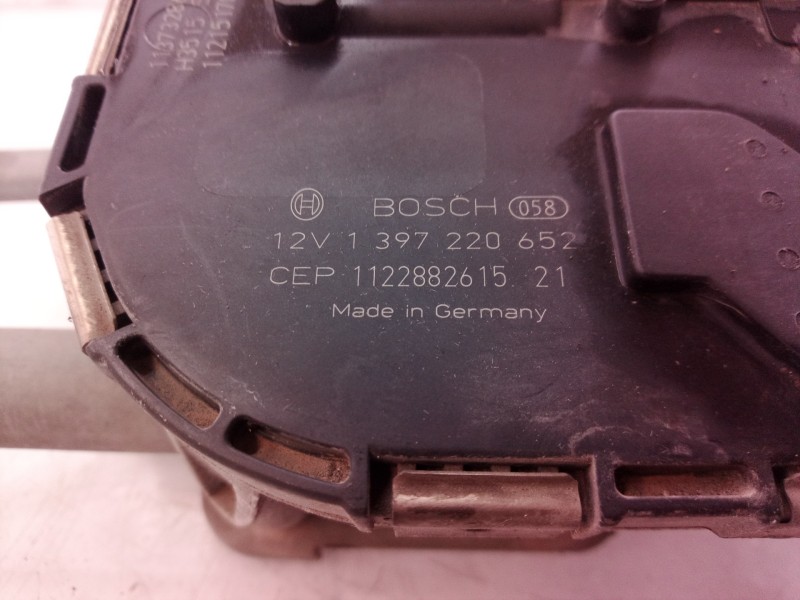 BOSCH 058
12V 1 397 220 652
CEP 1122882615 21
Made in Germany